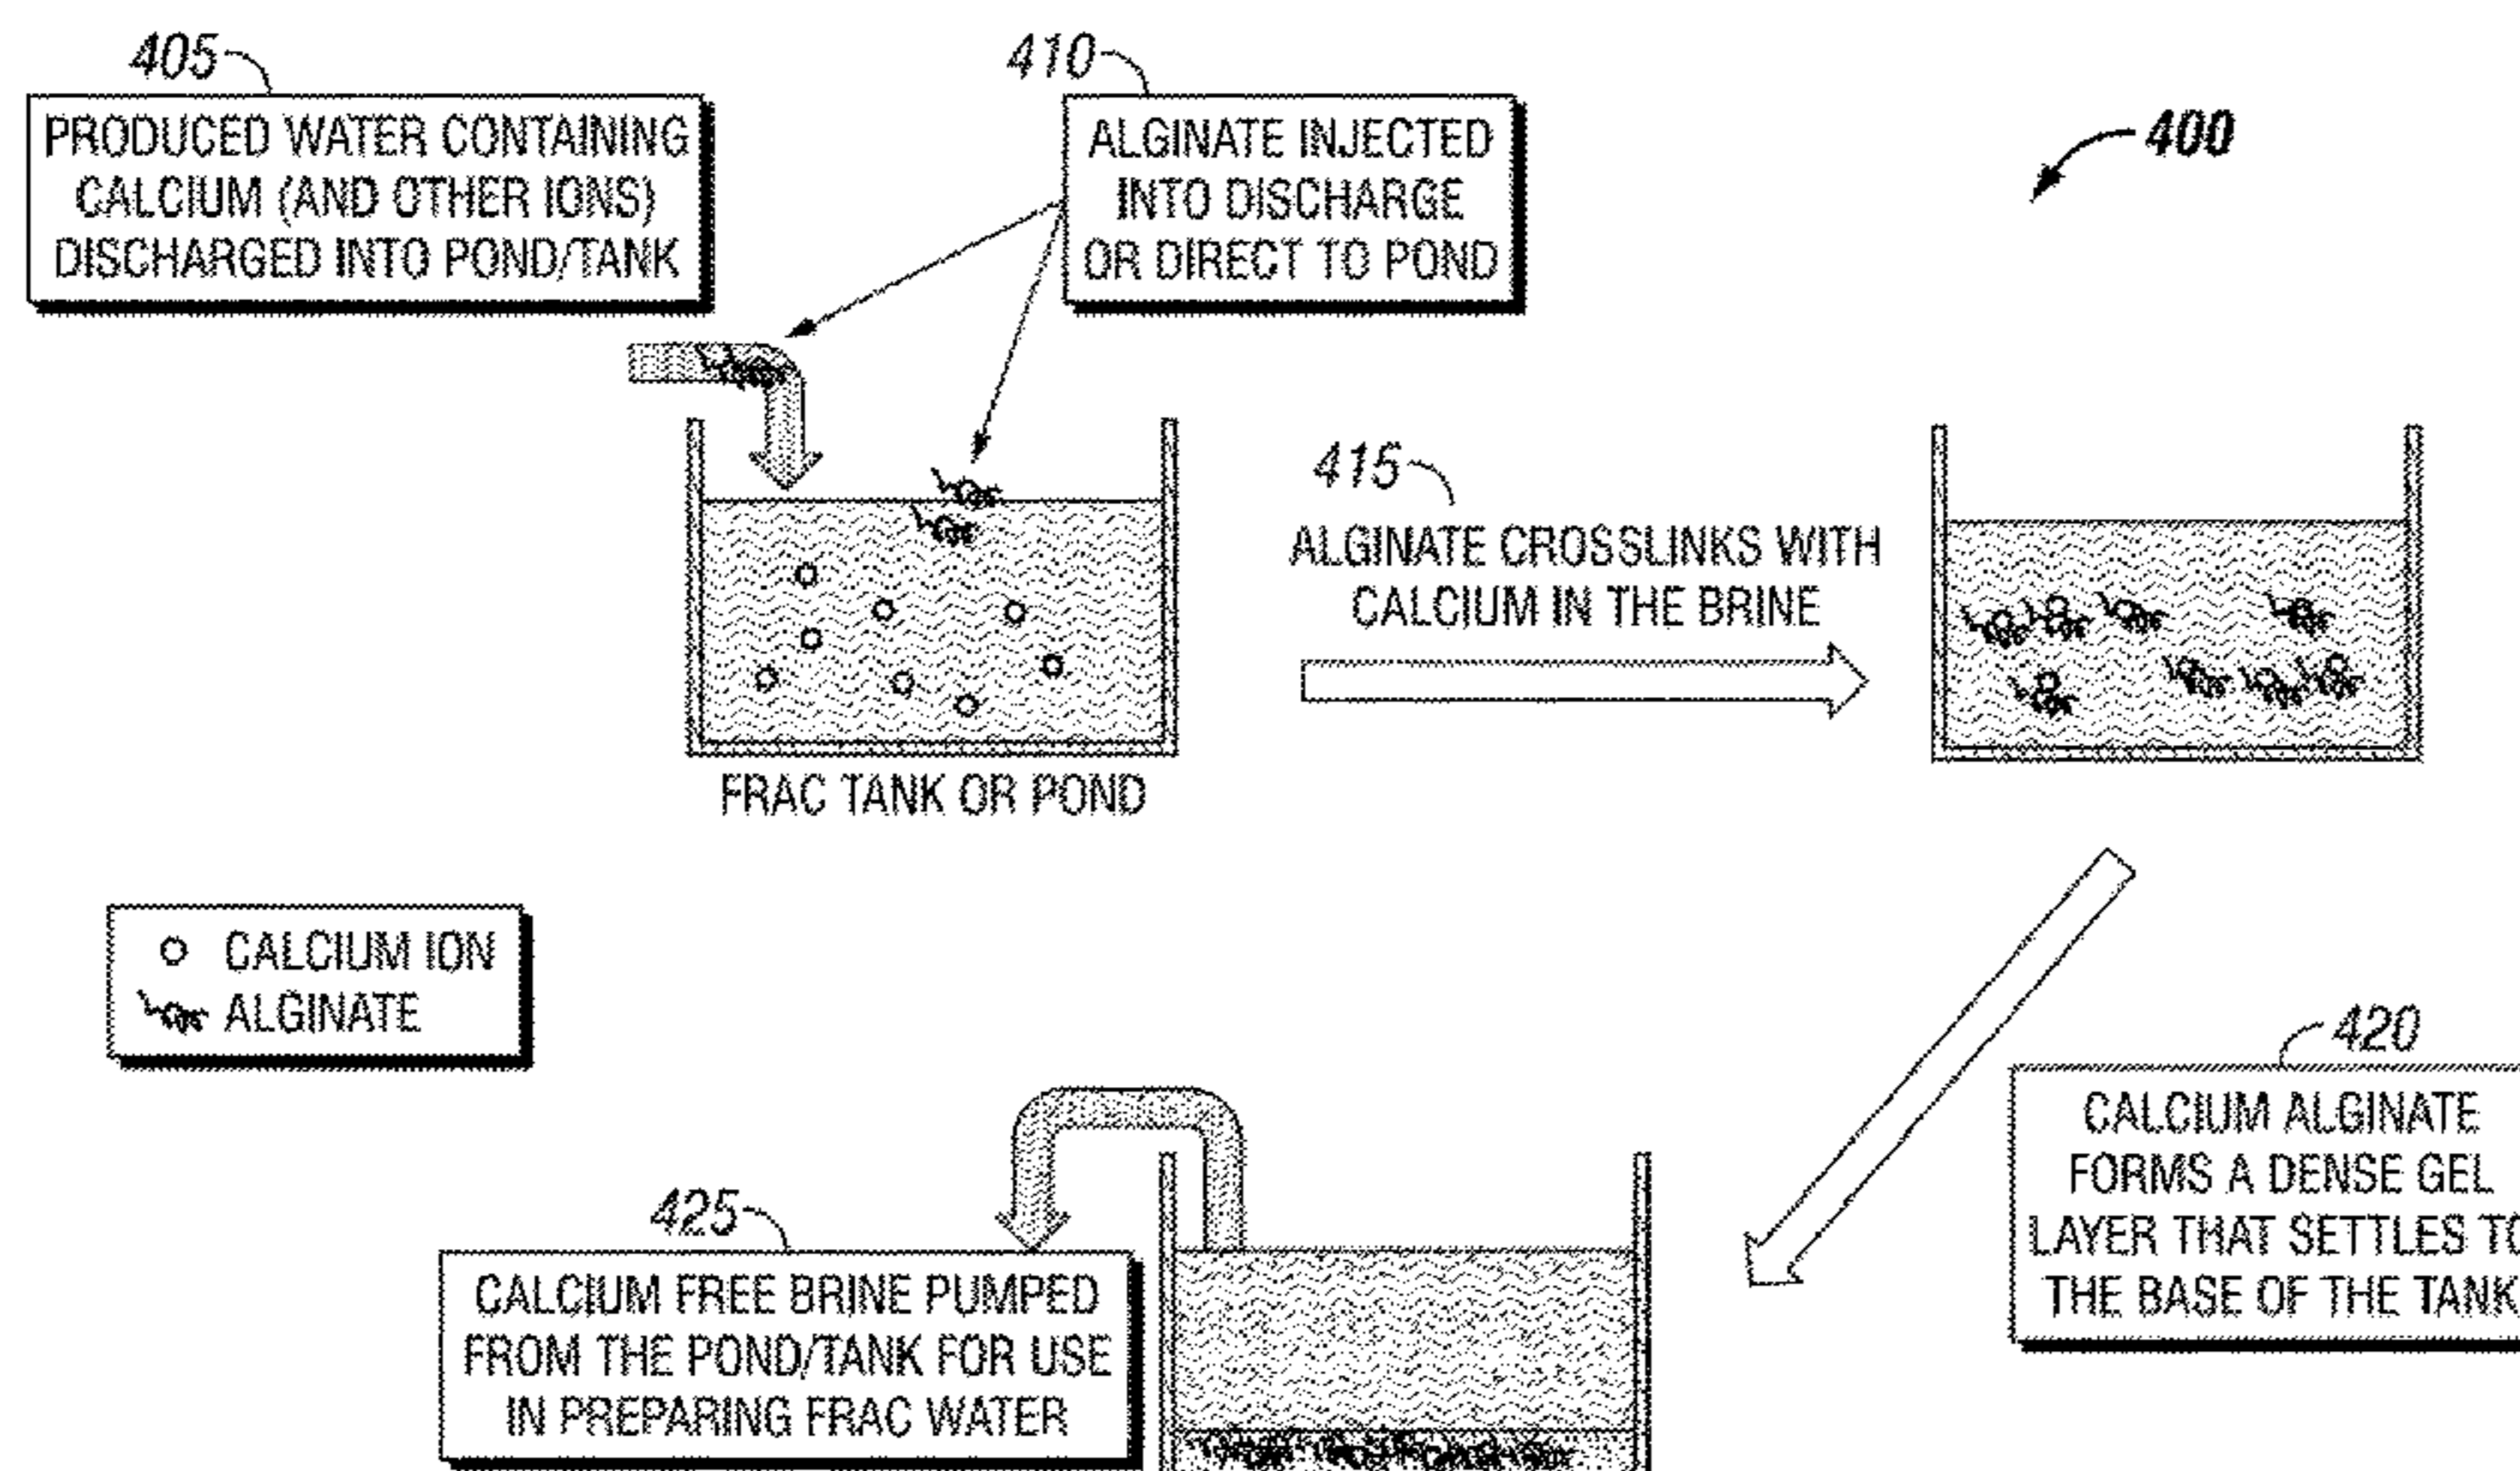 405
PRODUCED WATER CONTAINING
CALCIUM (AND OTHER IONS)
DISCHARGED INTO POND/TANK
410
ALGINATE INJECTED
INTO DISCHARGE
OR DIRECT TO POND
400
415
ALGINATE CROSSLINKS WITH
CALCIUM IN THE BRINE
FRAC TANK OR POND
CALCIUM ION
ALGINATE
420
CALCIUM ALGINATE
FORMS A DENSE GEL
LAYER THAT SETTLES TO
THE BASE OF THE TANK
425
CALCIUM FREE BRINE PUMPED
FROM THE POND/TANK FOR USE
IN PREPARING FRAC WATER